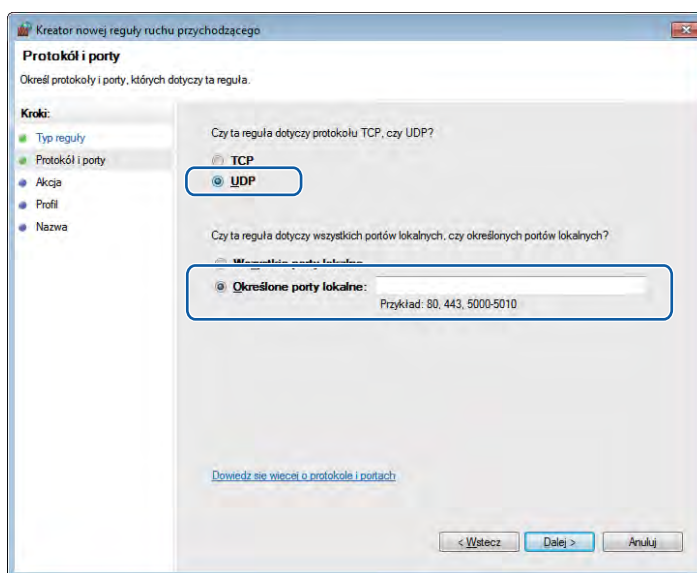 Kreator nowej reguły ruchu przychodzącego
Protokół i porty
Określ protokoły i porty, których dotyczy ta reguła.
Kroki:
Typ reguły
Protokół i porty
Akcja
Profil
Nazwa
Czy ta reguła dotyczy protokołu TCP, czy UDP?
TCP
UDP
Czy ta reguła dotyczy wszystkich portów lokalnych, czy określonych portów lokalnych?
Wszystkie porty lokalne
Określone porty lokalne:
Przykład: 80, 443, 5000-5010
Dowiedz się więcej o protokole i portach
< Wstecz
Dalej >
Anuluj